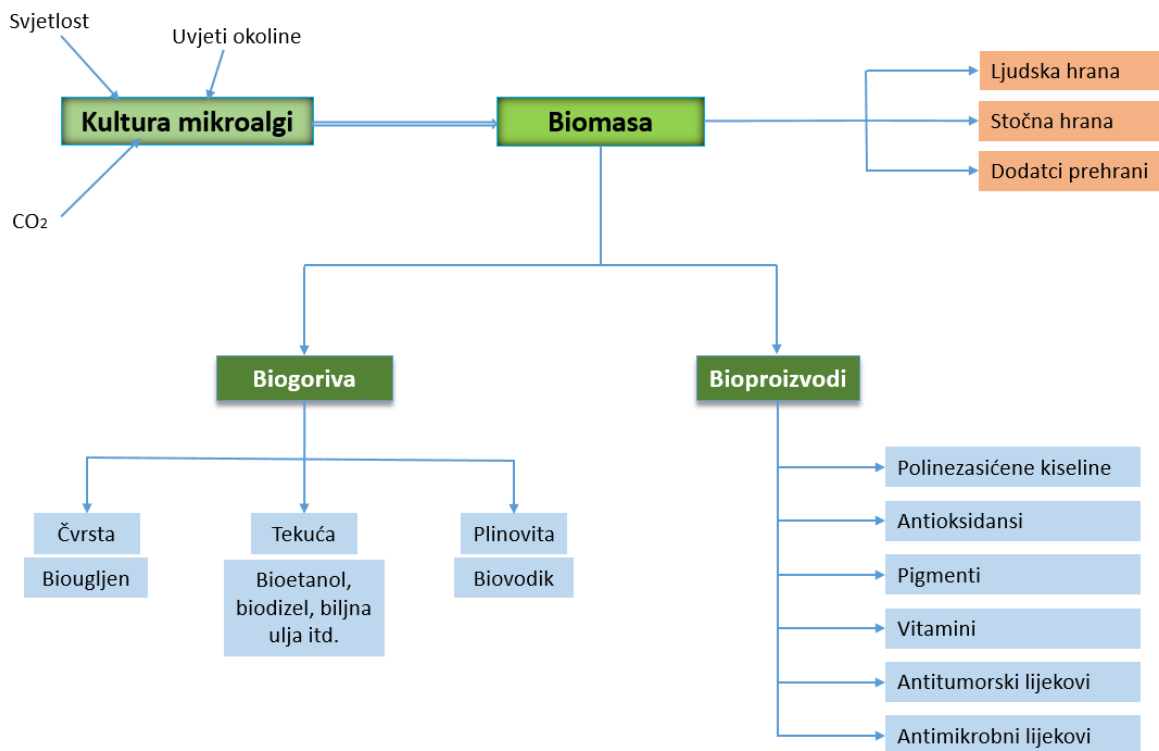 Svjetlost
Uvjeti okoline
Kultura mikroalgi
CO₂
Biomasa
Ljudska hrana
Stočna hrana
Dodatci prehrani
Biogoriva
Bioproizvodi
Čvrsta
Biougljen
Tekuća
Bioetanol,
biodizel, biljna
ulja itd.
Plinovita
Biovodik
Polinezasićene kiseline
Antioksidansi
Pigmenti
Vitamini
Antitumorski lijekovi
Antimikrobni lijekovi